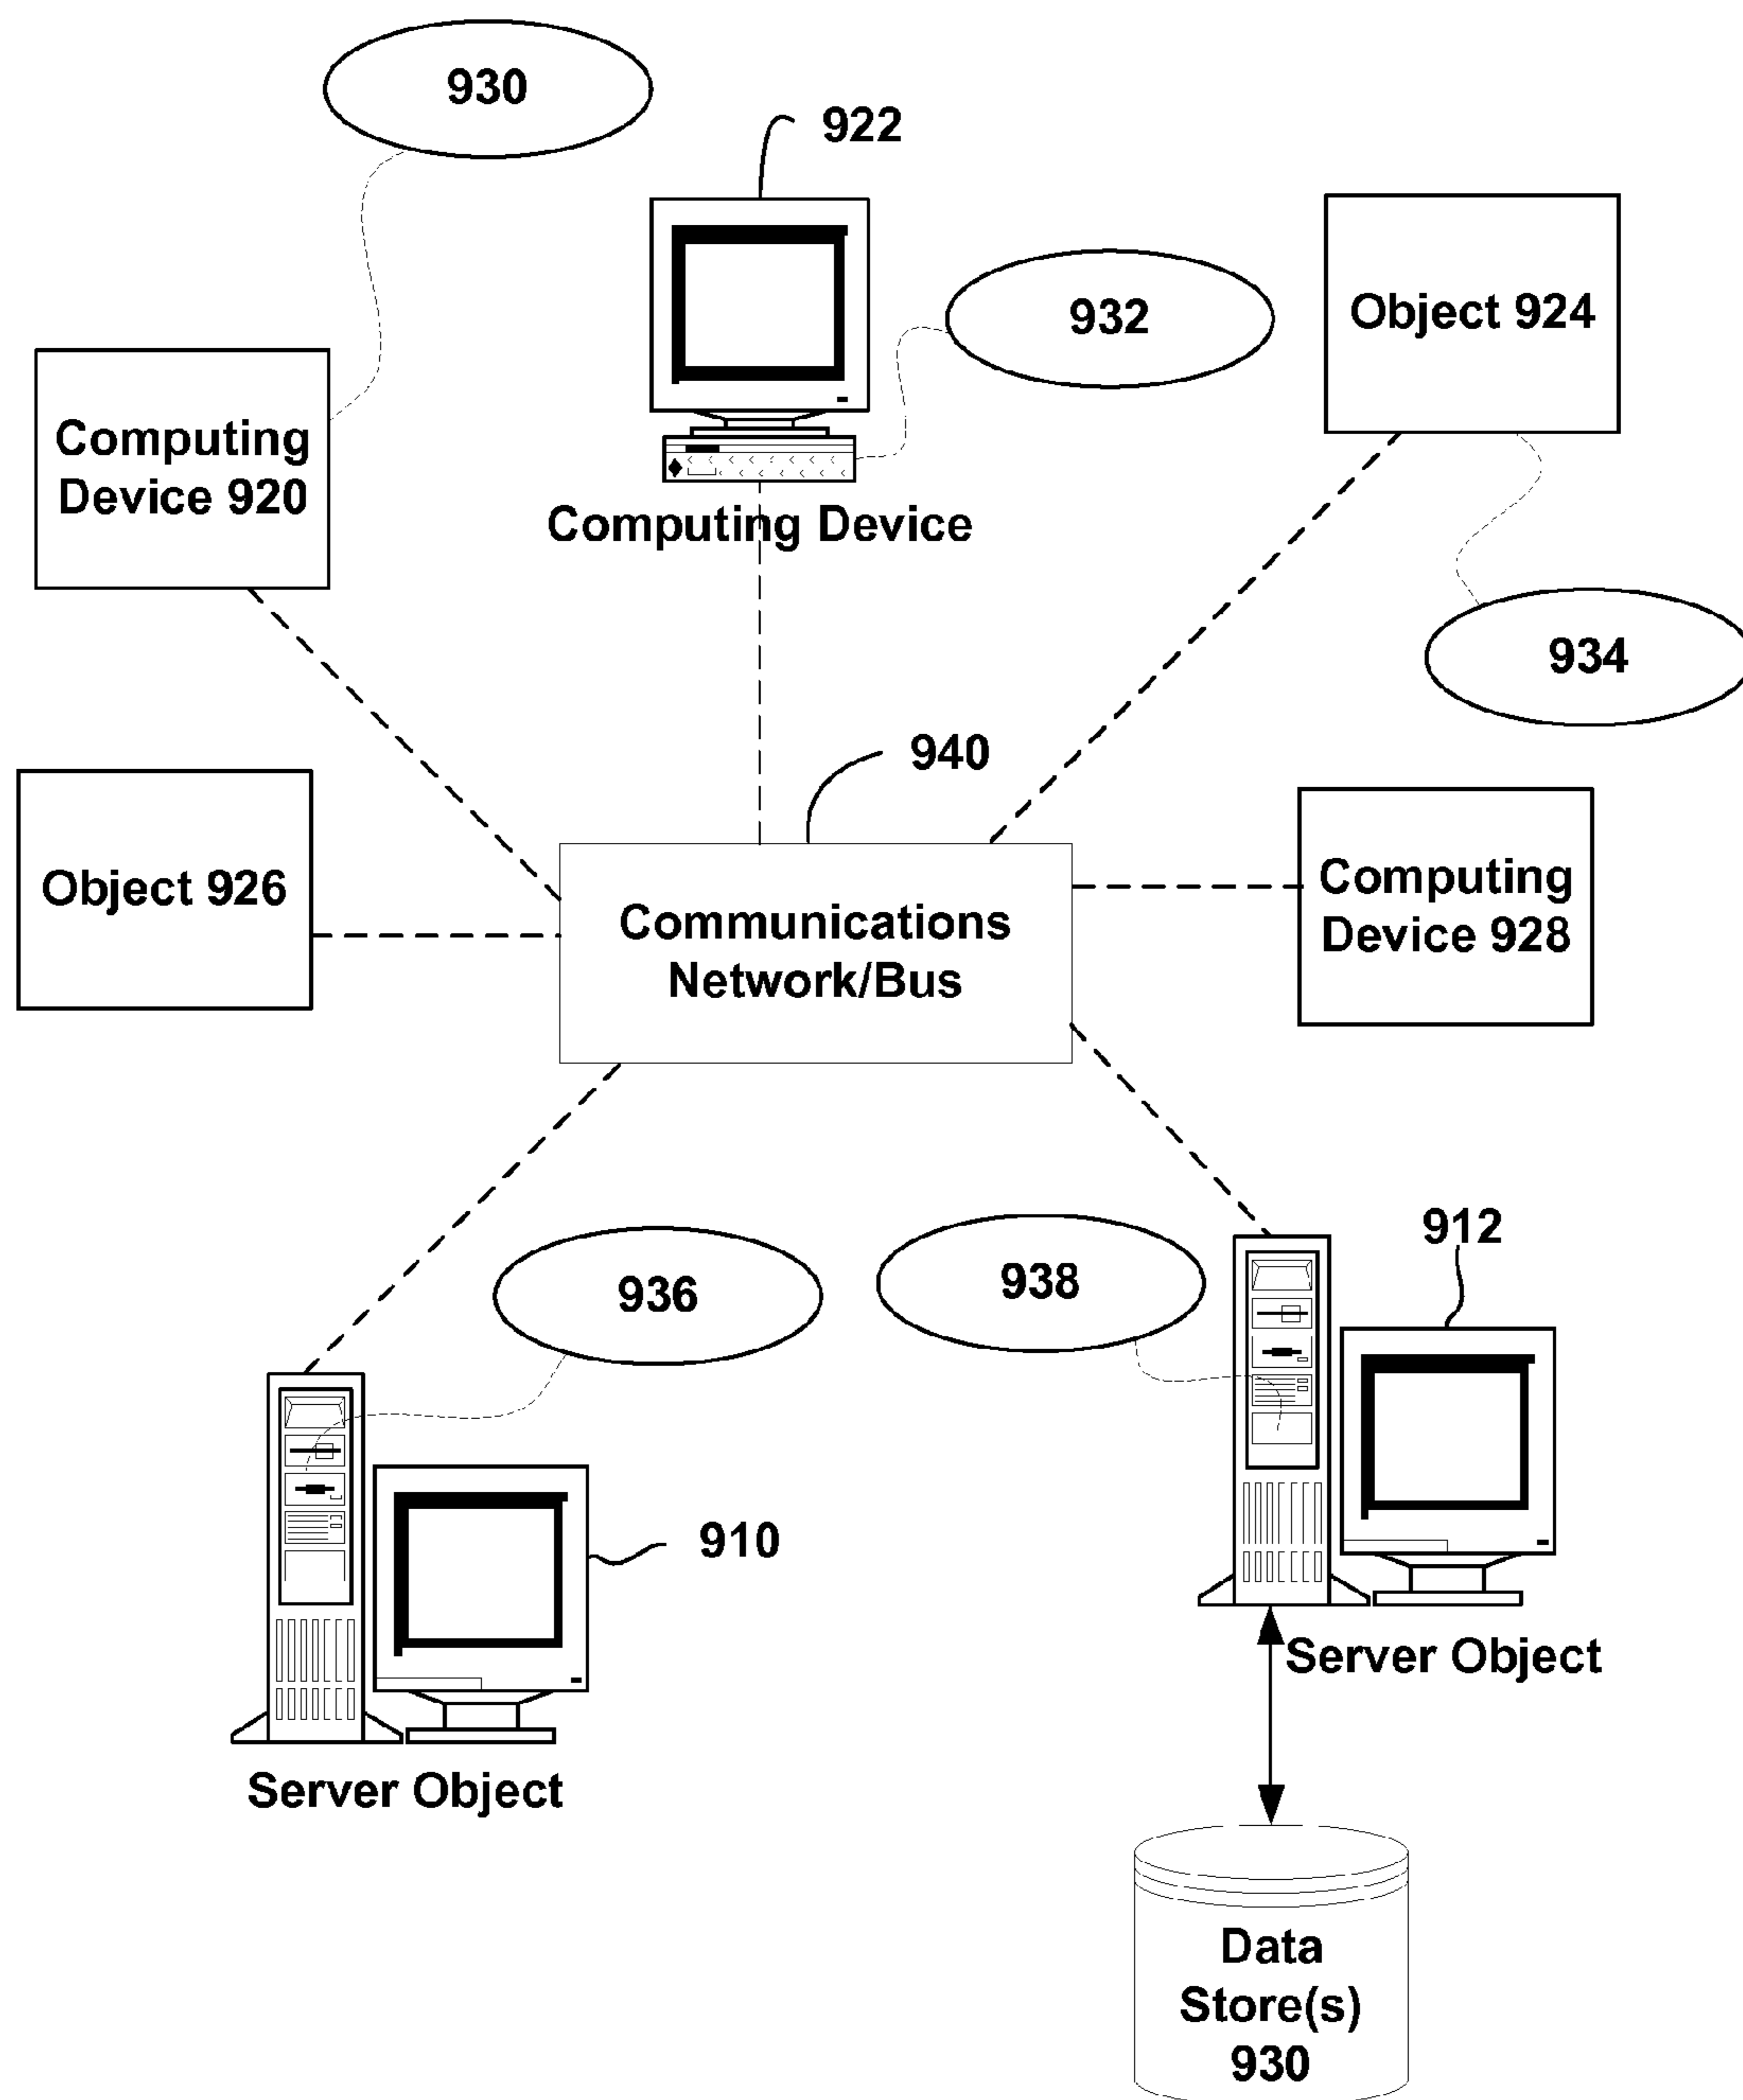 930
922
932
Object 924
Computing
Device 920
Computing Device
934
940
Object 926
Communications
Network/Bus
Computing
Device 928
936
938
912
910
Server Object
Server Object
Data
Store(s)
930